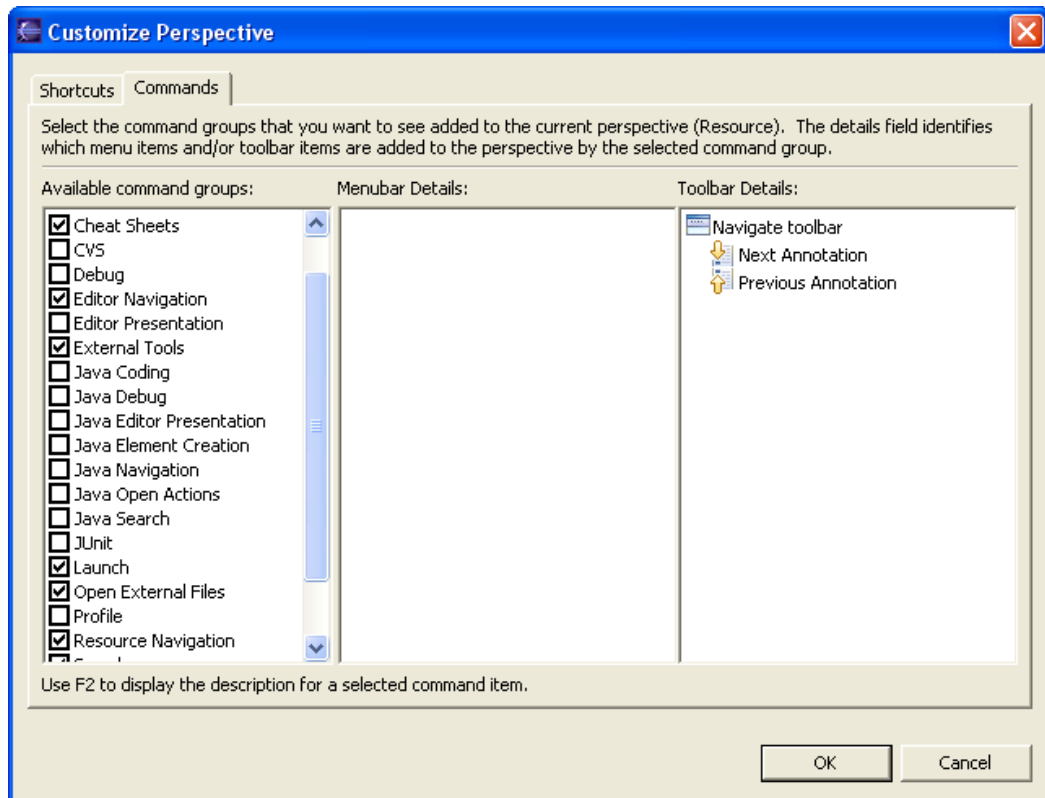 Customize Perspective
Shortcuts
Commands
Select the command groups that you want to see added to the current perspective (Resource).  The details field identifies
which menu items and/or toolbar items are added to the perspective by the selected command group.
Available command groups:
Menubar Details:
Toolbar Details:
Cheat Sheets
CVS
Debug
Editor Navigation
Editor Presentation
External Tools
Java Coding
Java Debug
Java Editor Presentation
Java Element Creation
Java Navigation
Java Open Actions
Java Search
JUnit
Launch
Open External Files
Profile
Resource Navigation
Navigate toolbar
Next Annotation
Previous Annotation
Use F2 to display the description for a selected command item.
OK
Cancel